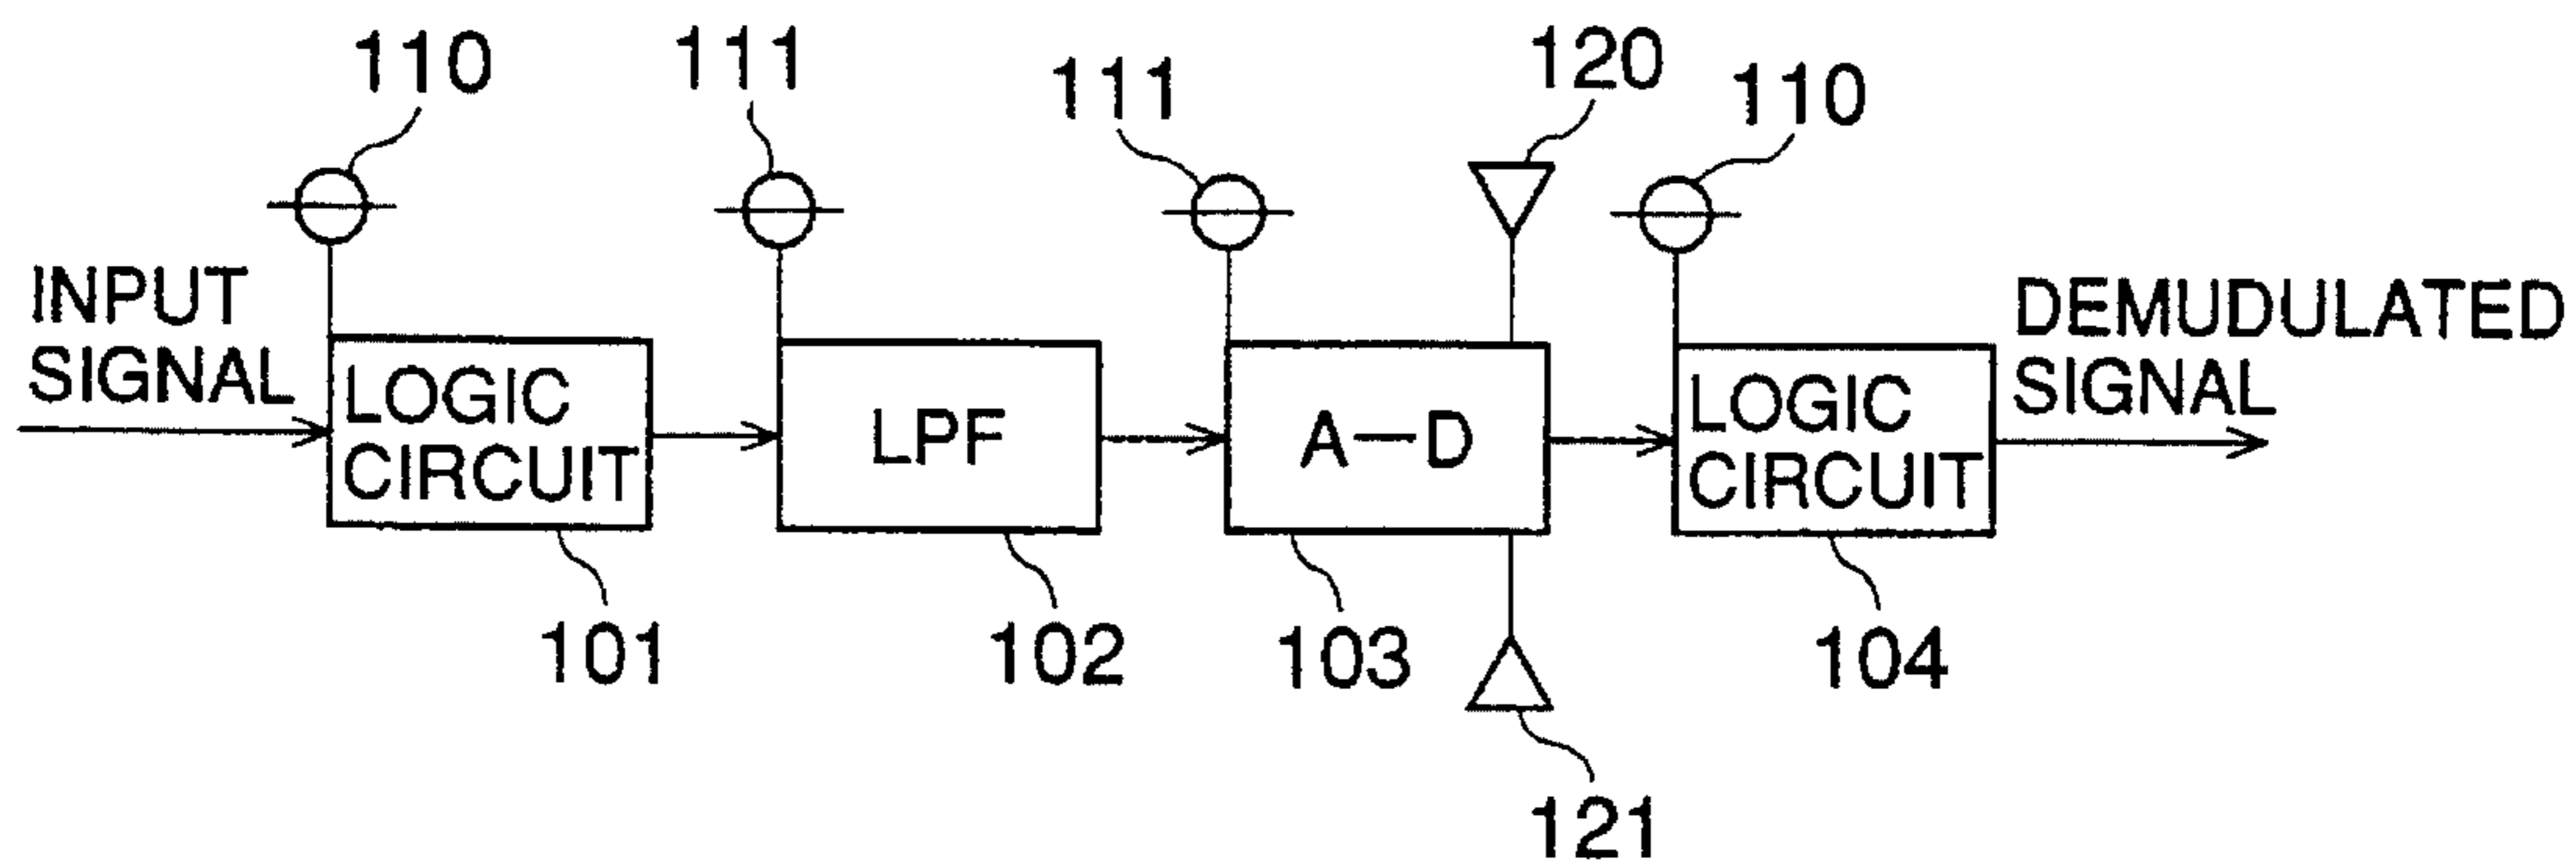 110
111
111
120
110
INPUT
SIGNAL
LOGIC
CIRCUIT
LPF
A—D
LOGIC
CIRCUIT
DEMUDULATED
SIGNAL
101
102
103
104
121